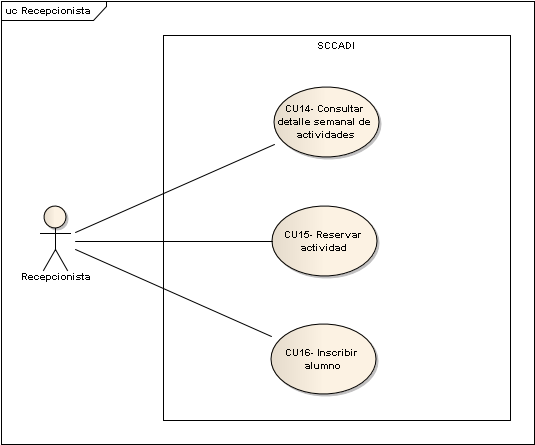 uc Recepcionista
SCCADI
CU14- Consultar
detalle semanal de
actividades
CU15- Reservar
actividad
Recepcionista
CU16- Inscribir
alumno